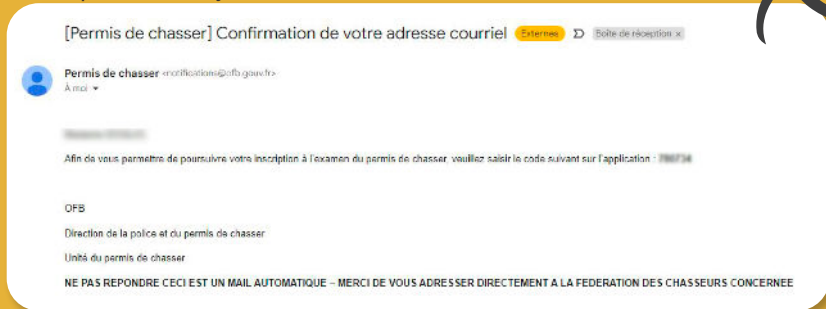 [Permis de chasser] Confirmation de votre adresse courriel Externes Boîte de réception x
Permis de chasser <notifications@ofb.gouv.fr>
À moi
Afin de vous permettre de poursuivre votre inscription à l'examen du permis de chasser, veuillez saisir le code suivant sur l'application :
OFB
Direction de la police et du permis de chasser
Unité du permis de chasser
NE PAS REPONDRE CECI EST UN MAIL AUTOMATIQUE – MERCI DE VOUS ADRESSER DIRECTEMENT A LA FEDERATION DES CHASSEURS CONCERNEE